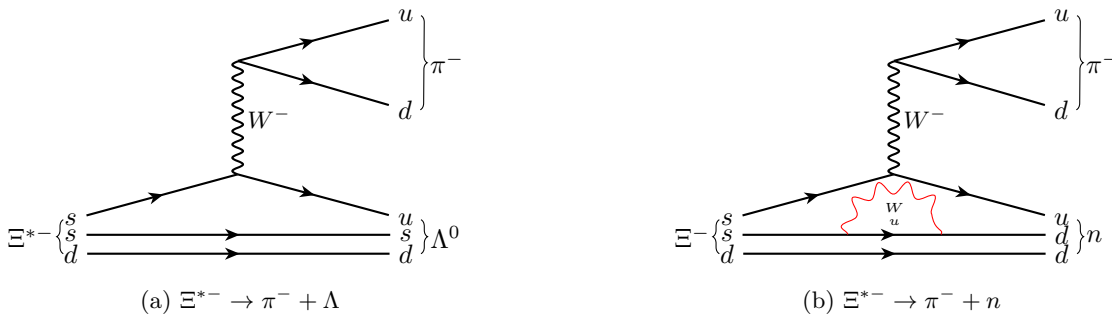 u
π⁻
d
W⁻
s
u
Ξ*⁻ s s Λ⁰
d d
(a) Ξ*⁻ → π⁻ + Λ
u
π⁻
d
W⁻
W
u
s
u
Ξ⁻ s d n
d d
(b) Ξ*⁻ → π⁻ + n